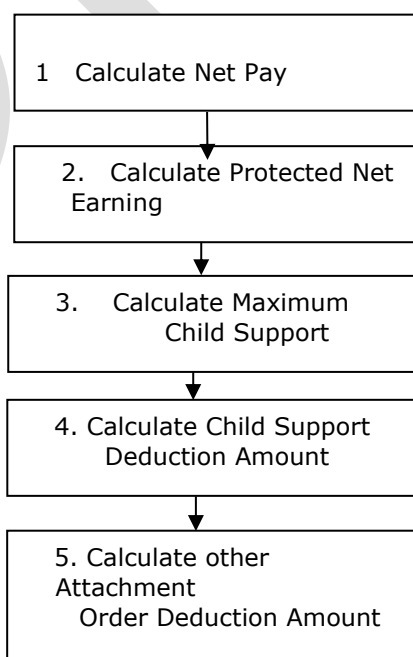 1 Calculate Net Pay
2. Calculate Protected Net
Earning
3. Calculate Maximum
Child Support
4. Calculate Child Support
Deduction Amount
5. Calculate other
Attachment
Order Deduction Amount